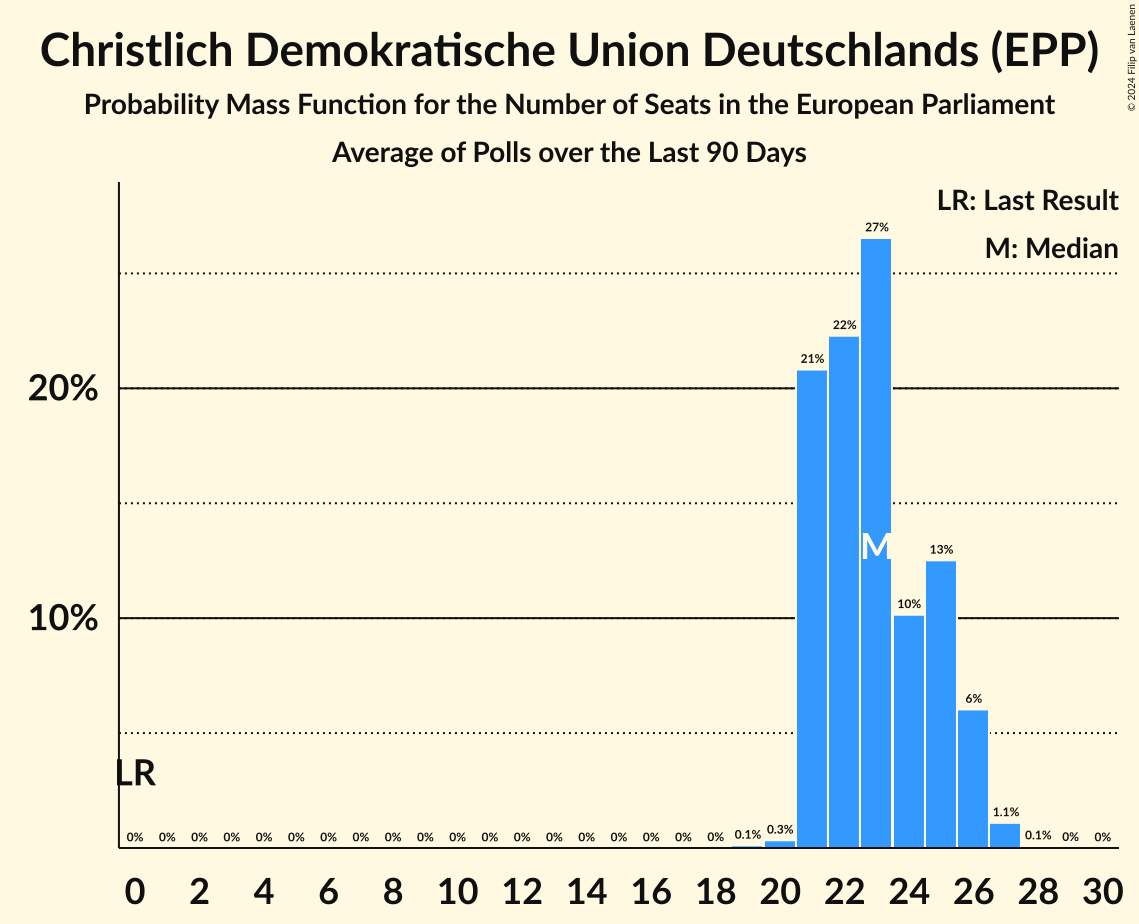 Christlich Demokratische Union Deutschlands (EPP)
Probability Mass Function for the Number of Seats in the European Parliament
Average of Polls over the Last 90 Days
© 2024 Filip van Laenen
LR: Last Result
M: Median
27%
22%
21%
20%
M
13%
10%
10%
6%
LR
0% 0% 0% 0% 0% 0% 0% 0% 0% 0% 0% 0% 0% 0% 0% 0% 0% 0% 0% 0.1% 0.3% 1.1% 0.1% 0% 0%
0 2 4 6 8 10 12 14 16 18 20 22 24 26 28 30